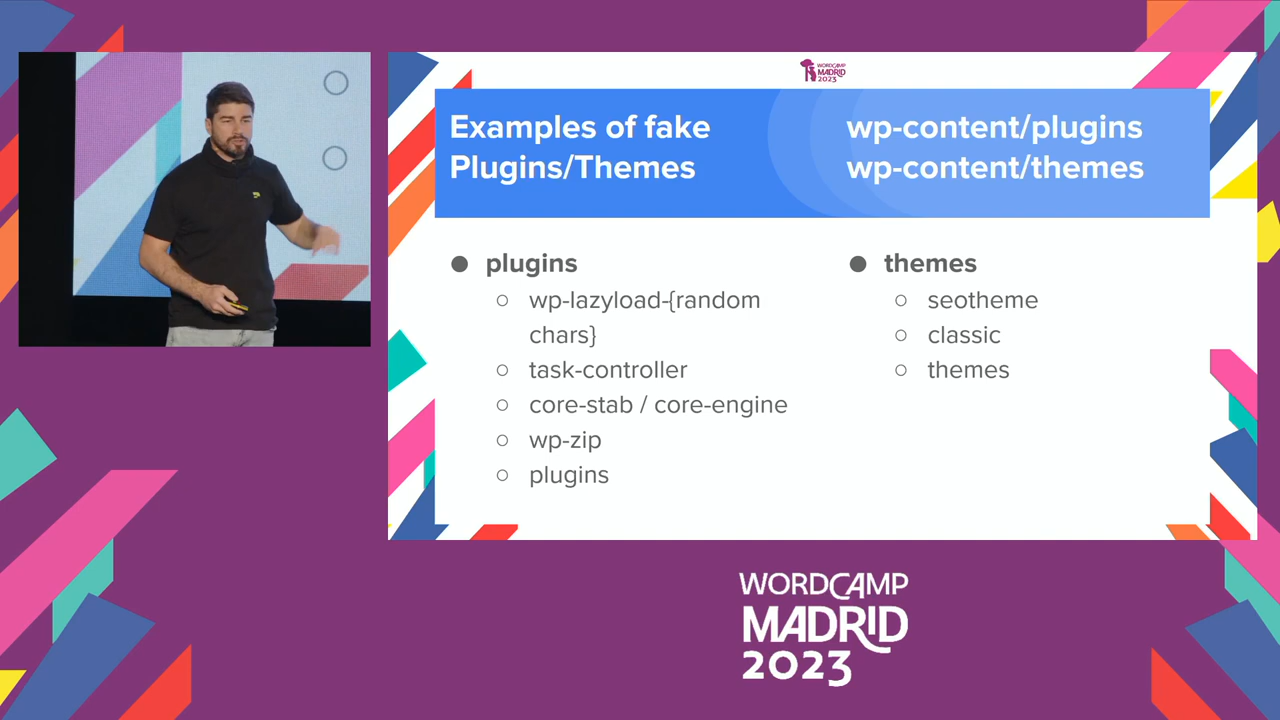 WORDCAMP
MADRID
2023
Examples of fake
Plugins/Themes
wp-content/plugins
wp-content/themes
● plugins
○ wp-lazyload-{random
chars}
○ task-controller
○ core-stab / core-engine
○ wp-zip
○ plugins
● themes
○ seotheme
○ classic
○ themes
WORDCAMP
MADRID
2023